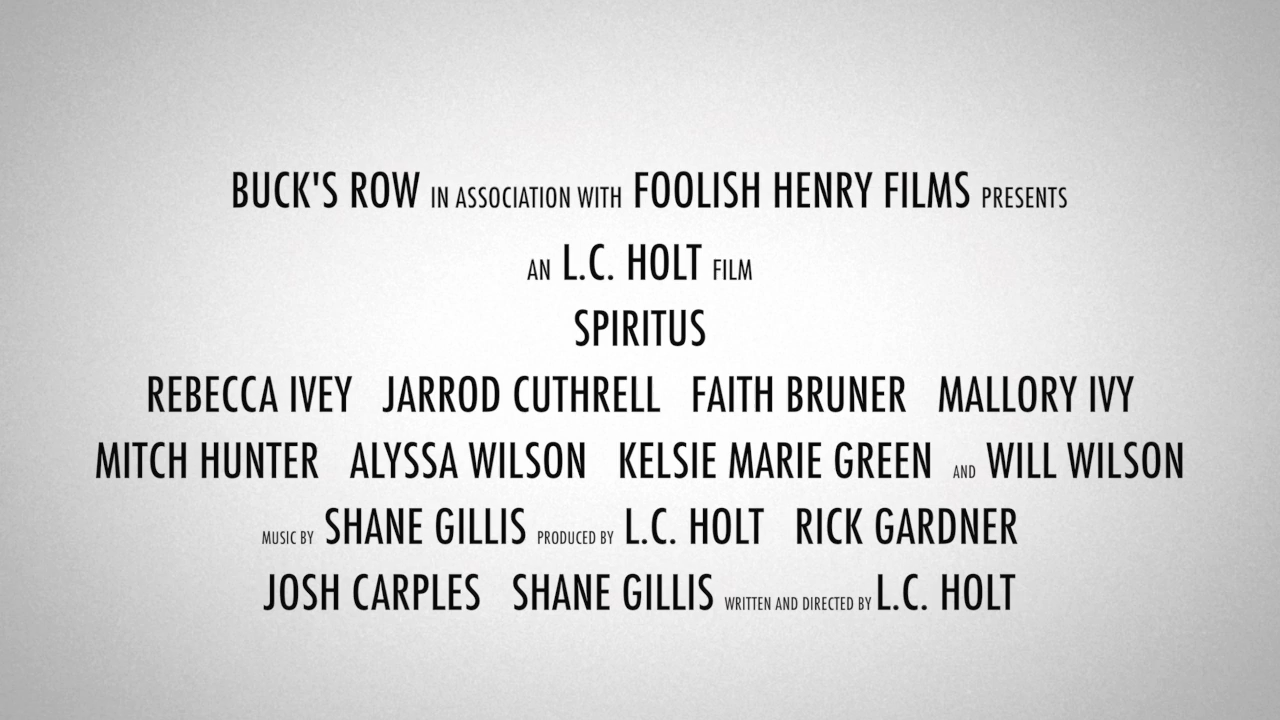 BUCK'S ROW IN ASSOCIATION WITH FOOLISH HENRY FILMS PRESENTS
AN L.C. HOLT FILM
SPIRITUS
REBECCA IVEY JARROD CUTHRELL FAITH BRUNER MALLORY IVY
MITCH HUNTER ALYSSA WILSON KELSIE MARIE GREEN AND WILL WILSON
MUSIC BY SHANE GILLIS PRODUCED BY L.C. HOLT RICK GARDNER
JOSH CARPLES SHANE GILLIS WRITTEN AND DIRECTED BY L.C. HOLT